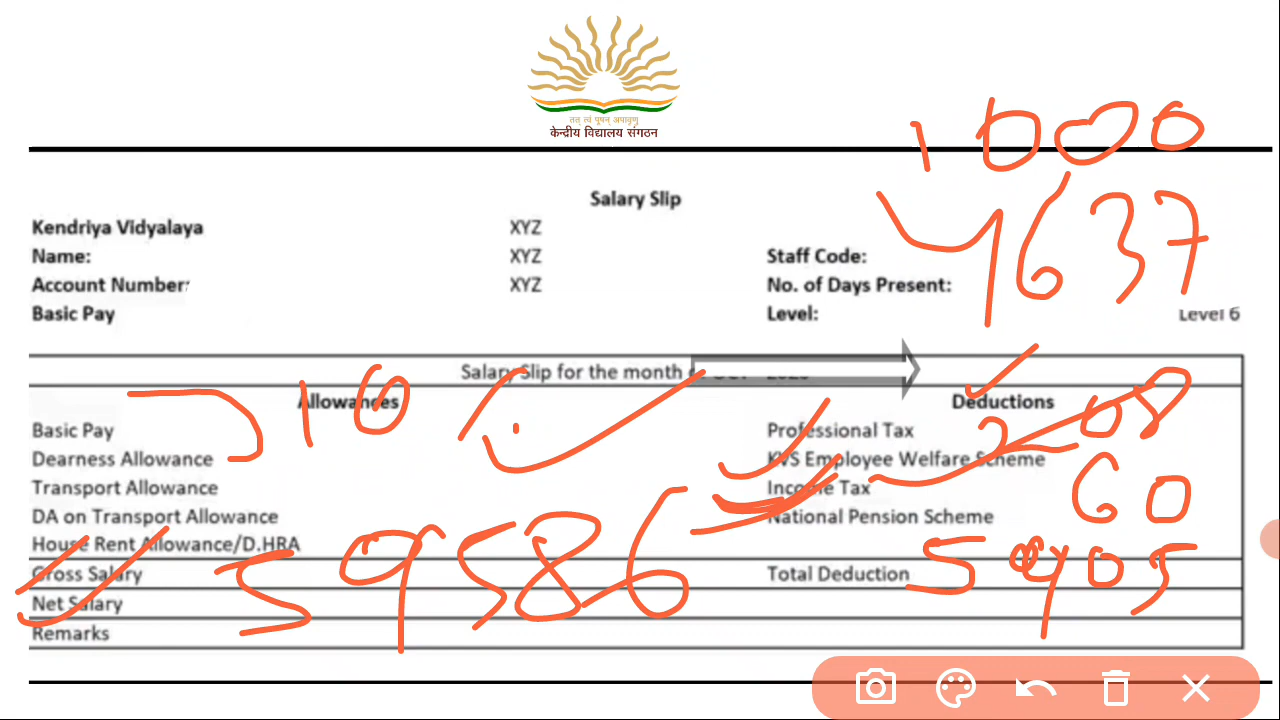 तत् त्वं पूषन् अपावृणु
केन्द्रीय विद्यालय संगठन
1000
Salary Slip
4637
Kendriya Vidyalaya XYZ
Name: XYZ Staff Code:
Account Number: XYZ No. of Days Present:
Basic Pay Level: Level 6
Salary Slip for the month
Allowances Deductions
Basic Pay Professional Tax 208
Dearness Allowance KVS Employee Welfare Scheme
Transport Allowance Income Tax 60
DA on Transport Allowance National Pension Scheme
House Rent Allowance/D.HRA
Gross Salary 59586 Total Deduction
Net Salary
Remarks